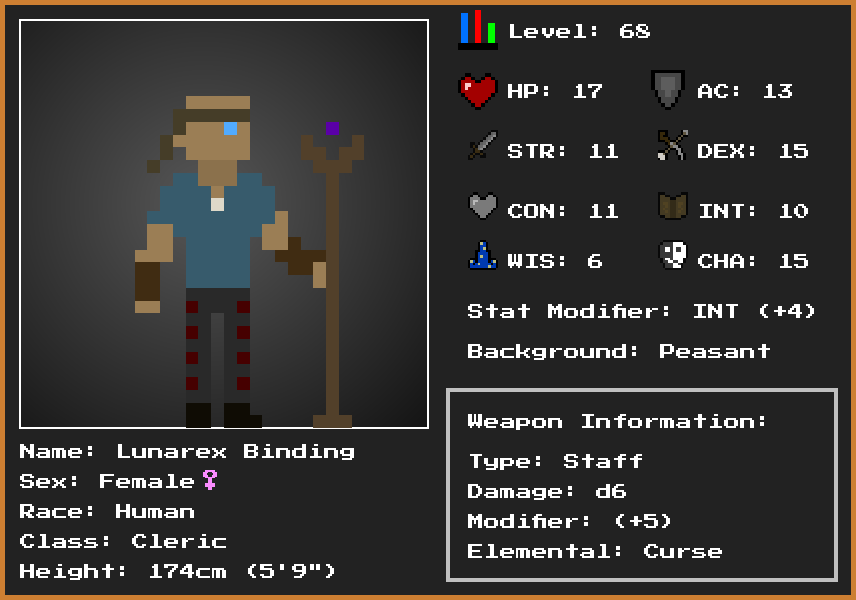 Level: 68
HP: 17 AC: 13
STR: 11 DEX: 15
CON: 11 INT: 10
WIS: 6 CHA: 15
Stat Modifier: INT (+4)
Background: Peasant
Weapon Information:
Type: Staff
Damage: d6
Modifier: (+5)
Elemental: Curse
Name: Lunarex Binding
Sex: Female♀
Race: Human
Class: Cleric
Height: 174cm (5'9")